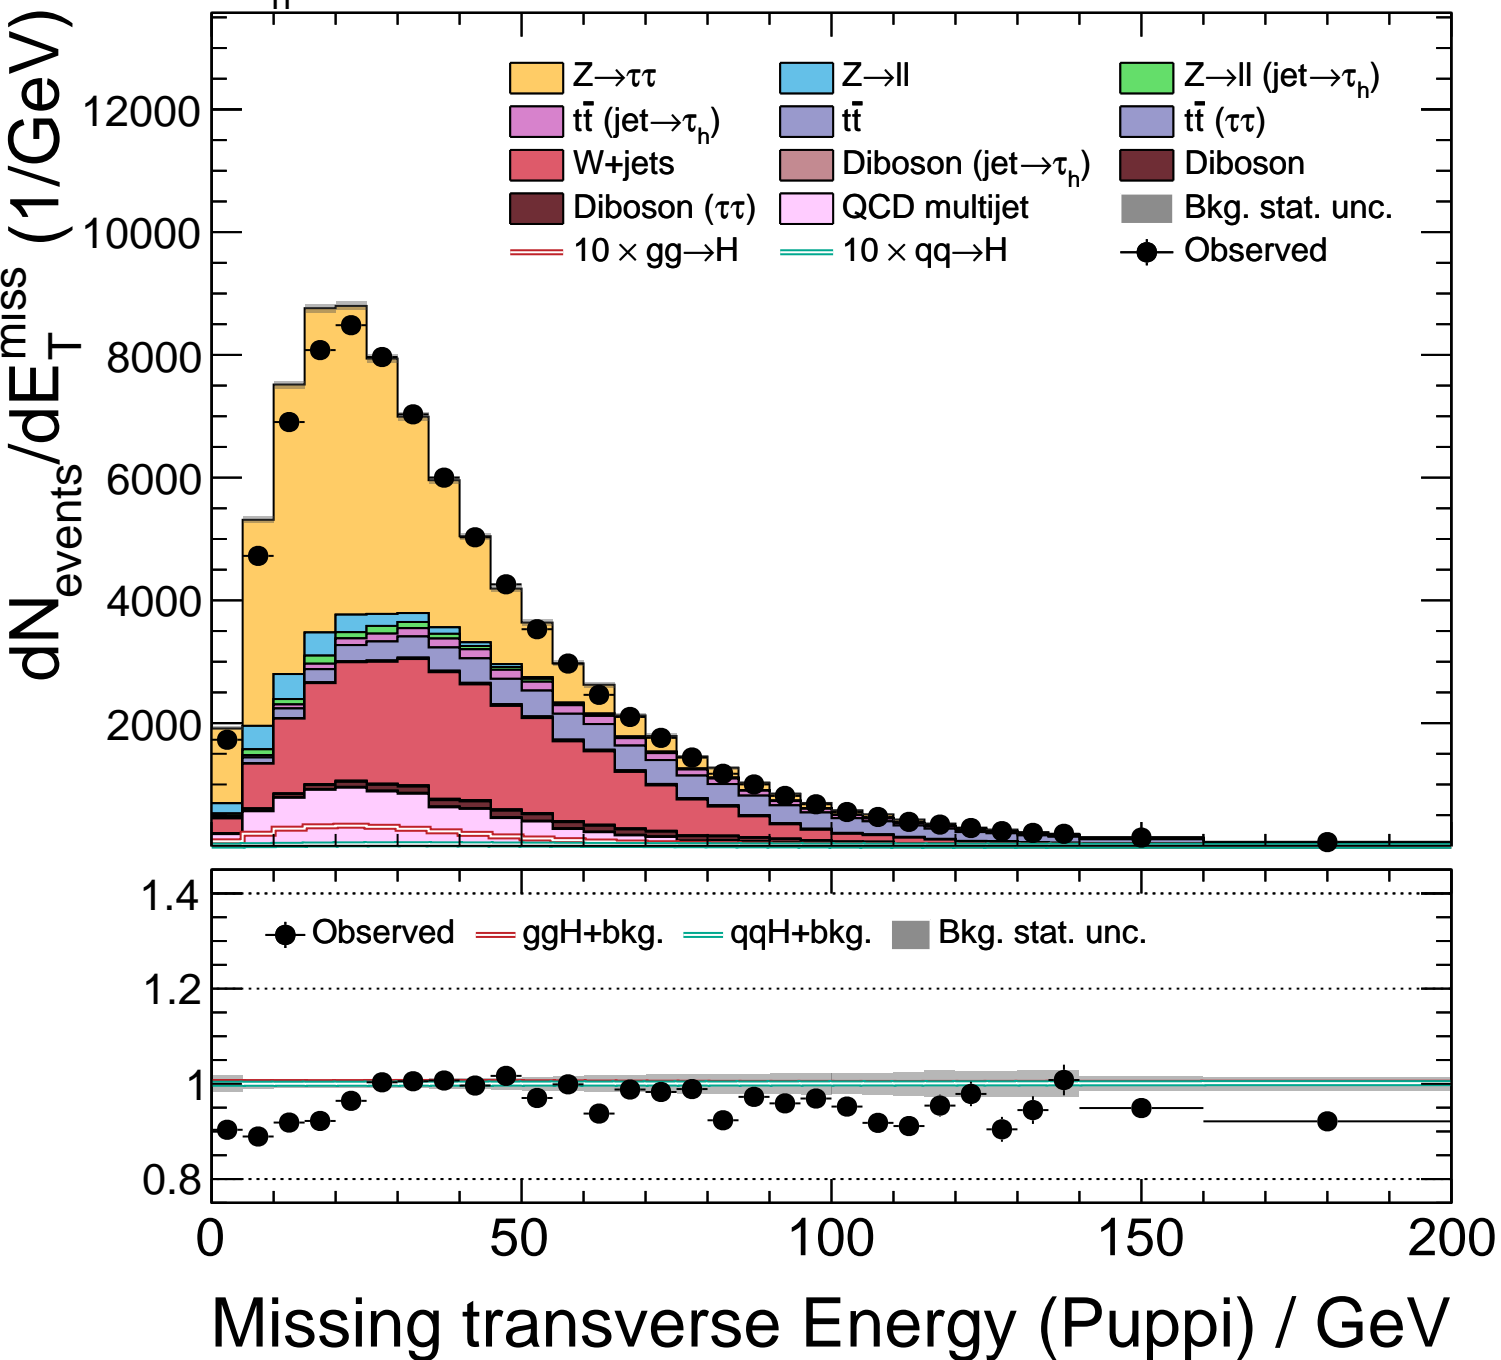 dN_events/dE_T^miss (1/GeV)
12000
10000
8000
6000
4000
2000
Z→ττ Z→ll Z→ll (jet→τ_h)
tt̄ (jet→τ_h) tt̄ tt̄ (ττ)
W+jets Diboson (jet→τ_h) Diboson
Diboson (ττ) QCD multijet Bkg. stat. unc.
10 × gg→H 10 × qq→H Observed
1.4
1.2
1
0.8
Observed ggH+bkg. qqH+bkg. Bkg. stat. unc.
0 50 100 150 200
Missing transverse Energy (Puppi) / GeV